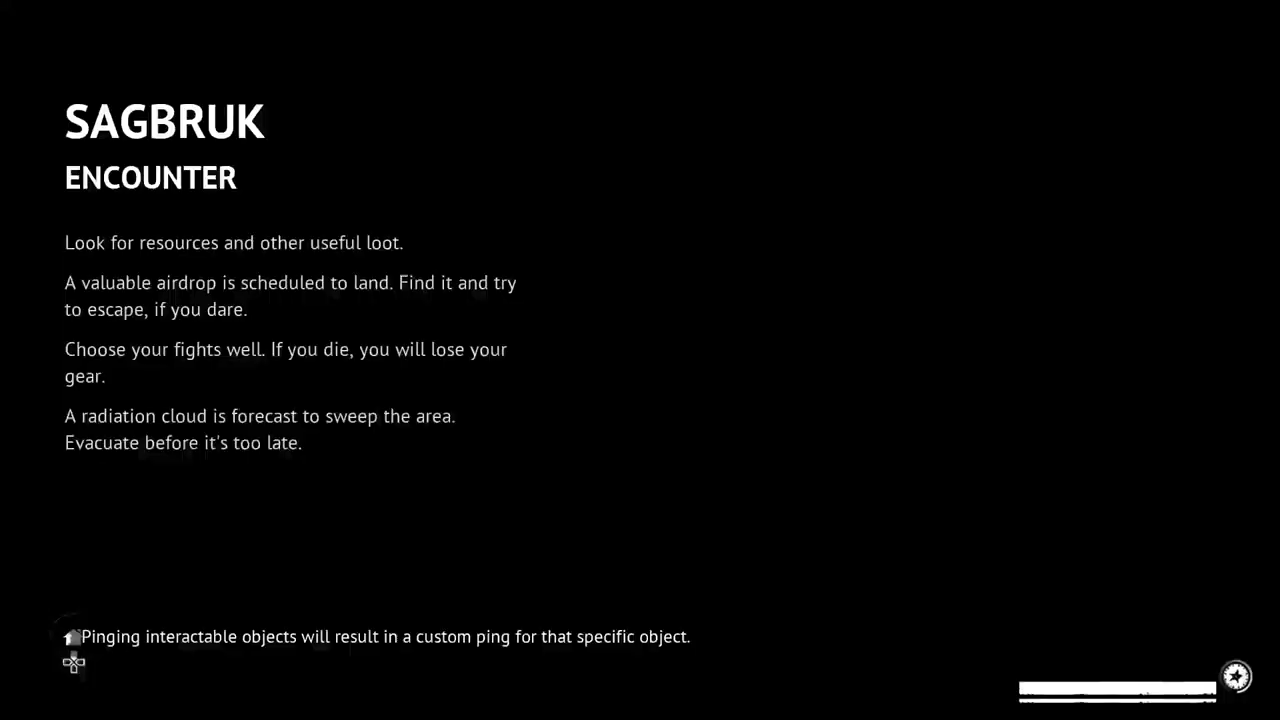 SAGBRUK
ENCOUNTER
Look for resources and other useful loot.
A valuable airdrop is scheduled to land. Find it and try
to escape, if you dare.
Choose your fights well. If you die, you will lose your
gear.
A radiation cloud is forecast to sweep the area.
Evacuate before it's too late.
Pinging interactable objects will result in a custom ping for that specific object.